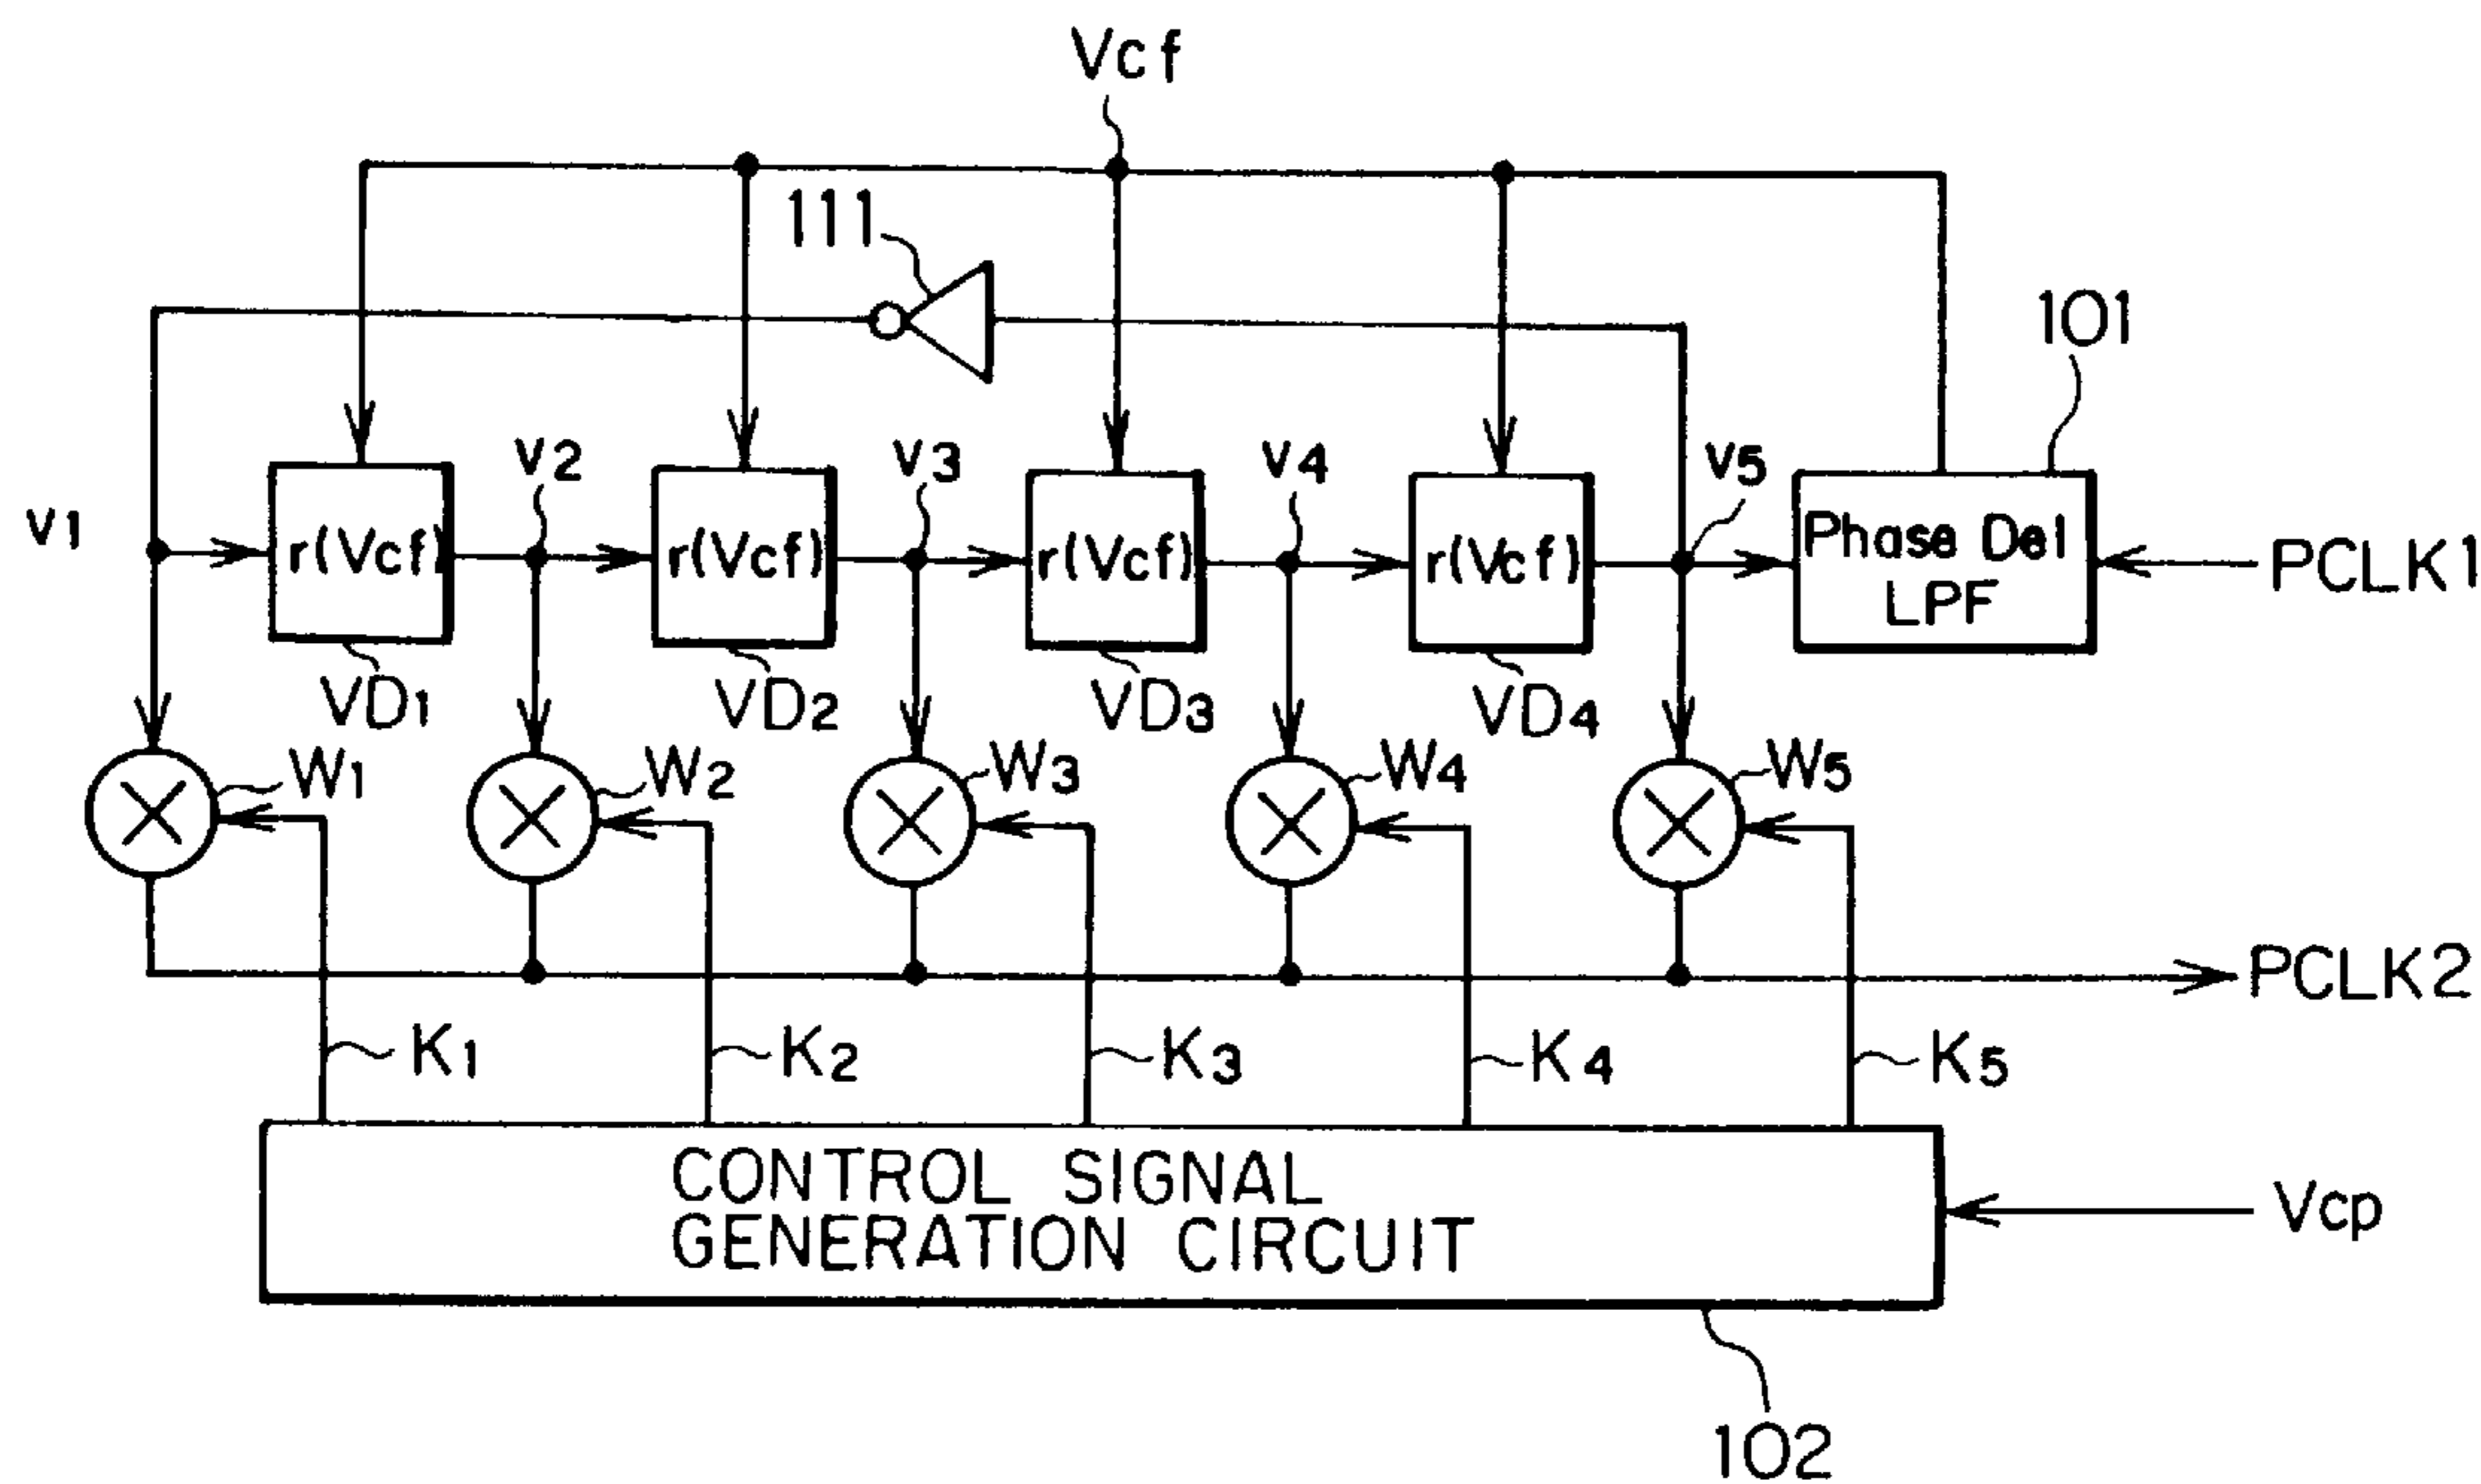 Vcf
111
101
v1
v2
v3
v4
v5
r(Vcf)
r(Vcf)
r(Vcf)
r(Vcf)
Phase Del
LPF
PCLK1
VD1
VD2
VD3
VD4
W1
W2
W3
W4
W5
PCLK2
K1
K2
K3
K4
K5
CONTROL SIGNAL
GENERATION CIRCUIT
Vcp
102